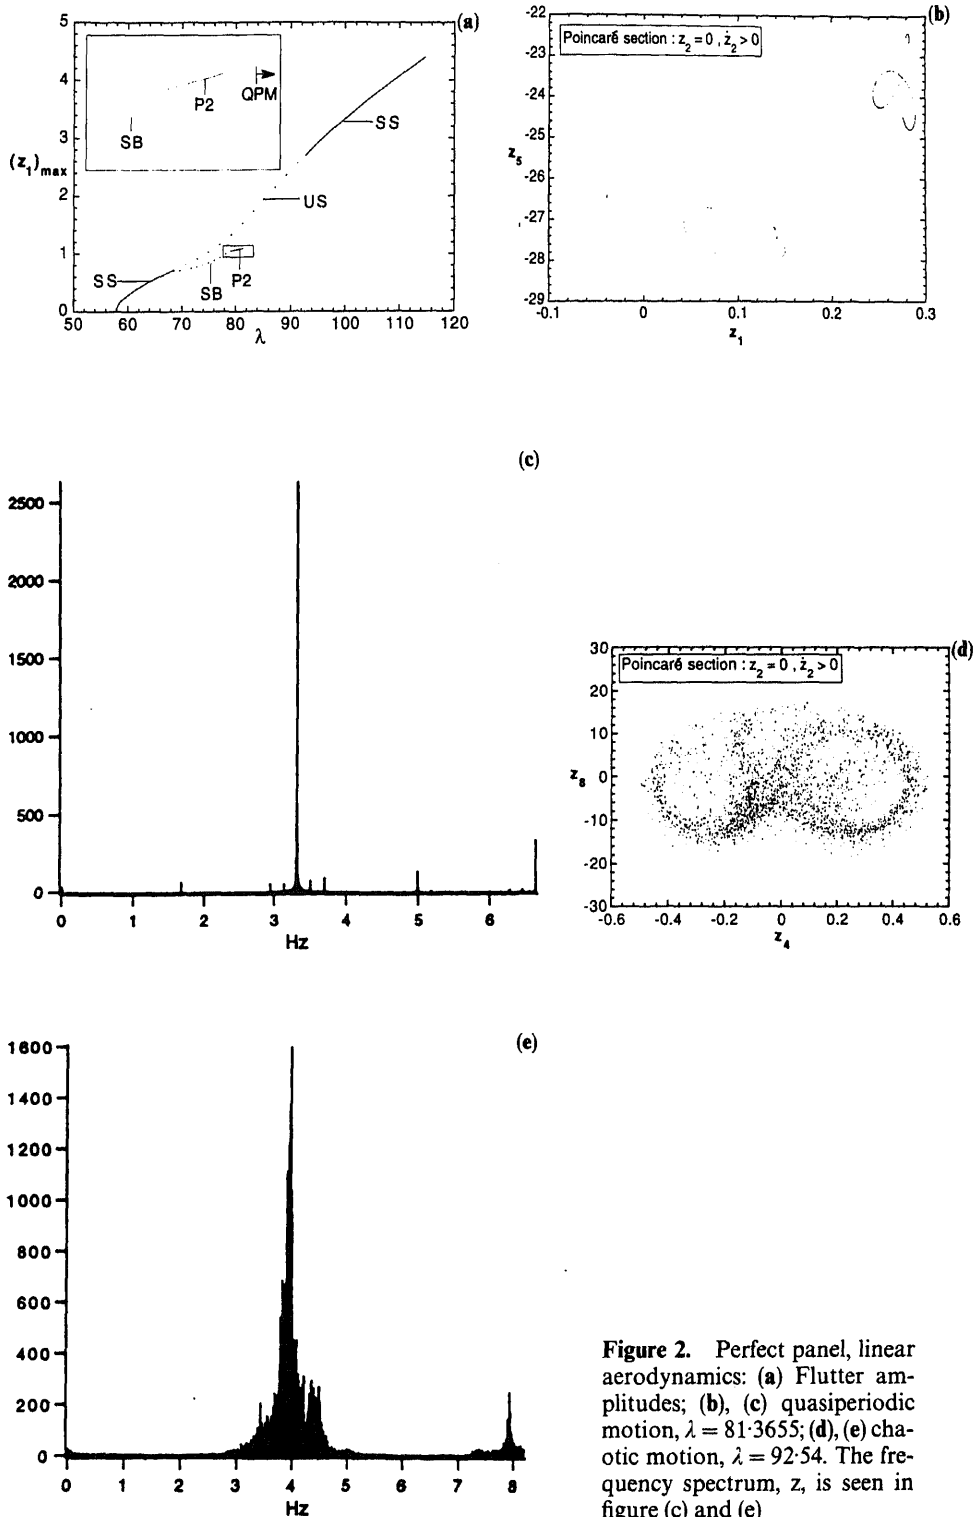 (a)
5
4
3
(z₁)max
2
1
0
50 60 70 80 90 100 110 120
λ
SB
P2
QPM
SS
US
SS
SB
P2
(b)
Poincaré section : z₂ = 0 , ż₂ > 0
-22
-23
-24
-25
z₅
-26
-27
-28
-29
-0.1 0 0.1 0.2 0.3
z₁
(c)
2500
2000
1500
1000
500
0
0 1 2 3 4 5 6
Hz
(d)
Poincaré section : z₂ = 0 , ż₂ > 0
30
20
10
z₈ 0
-10
-20
-30
-0.6 -0.4 -0.2 0 0.2 0.4 0.6
z₄
(e)
1600
1400
1200
1000
800
600
400
200
0
0 1 2 3 4 5 6 7 8
Hz
Figure 2. Perfect panel, linear
aerodynamics: (a) Flutter am-
plitudes; (b), (c) quasiperiodic
motion, λ = 81·3655; (d), (e) cha-
otic motion, λ = 92·54. The fre-
quency spectrum, z, is seen in
figure (c) and (e)